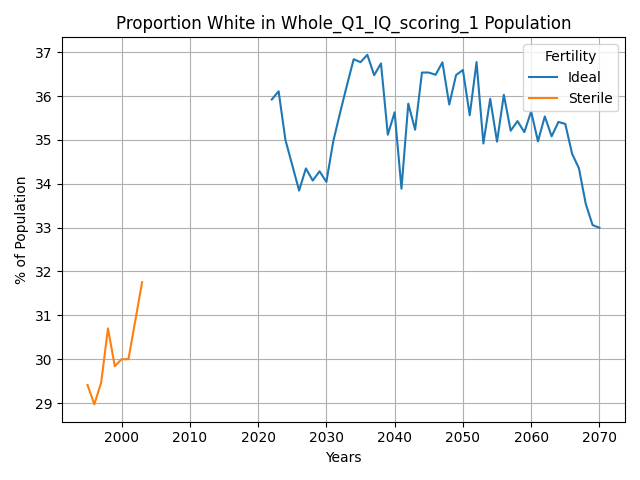 Proportion White in Whole_Q1_IQ_scoring_1 Population
% of Population
37
36
35
34
33
32
31
30
29
Fertility
Ideal
Sterile
2000 2010 2020 2030 2040 2050 2060 2070
Years